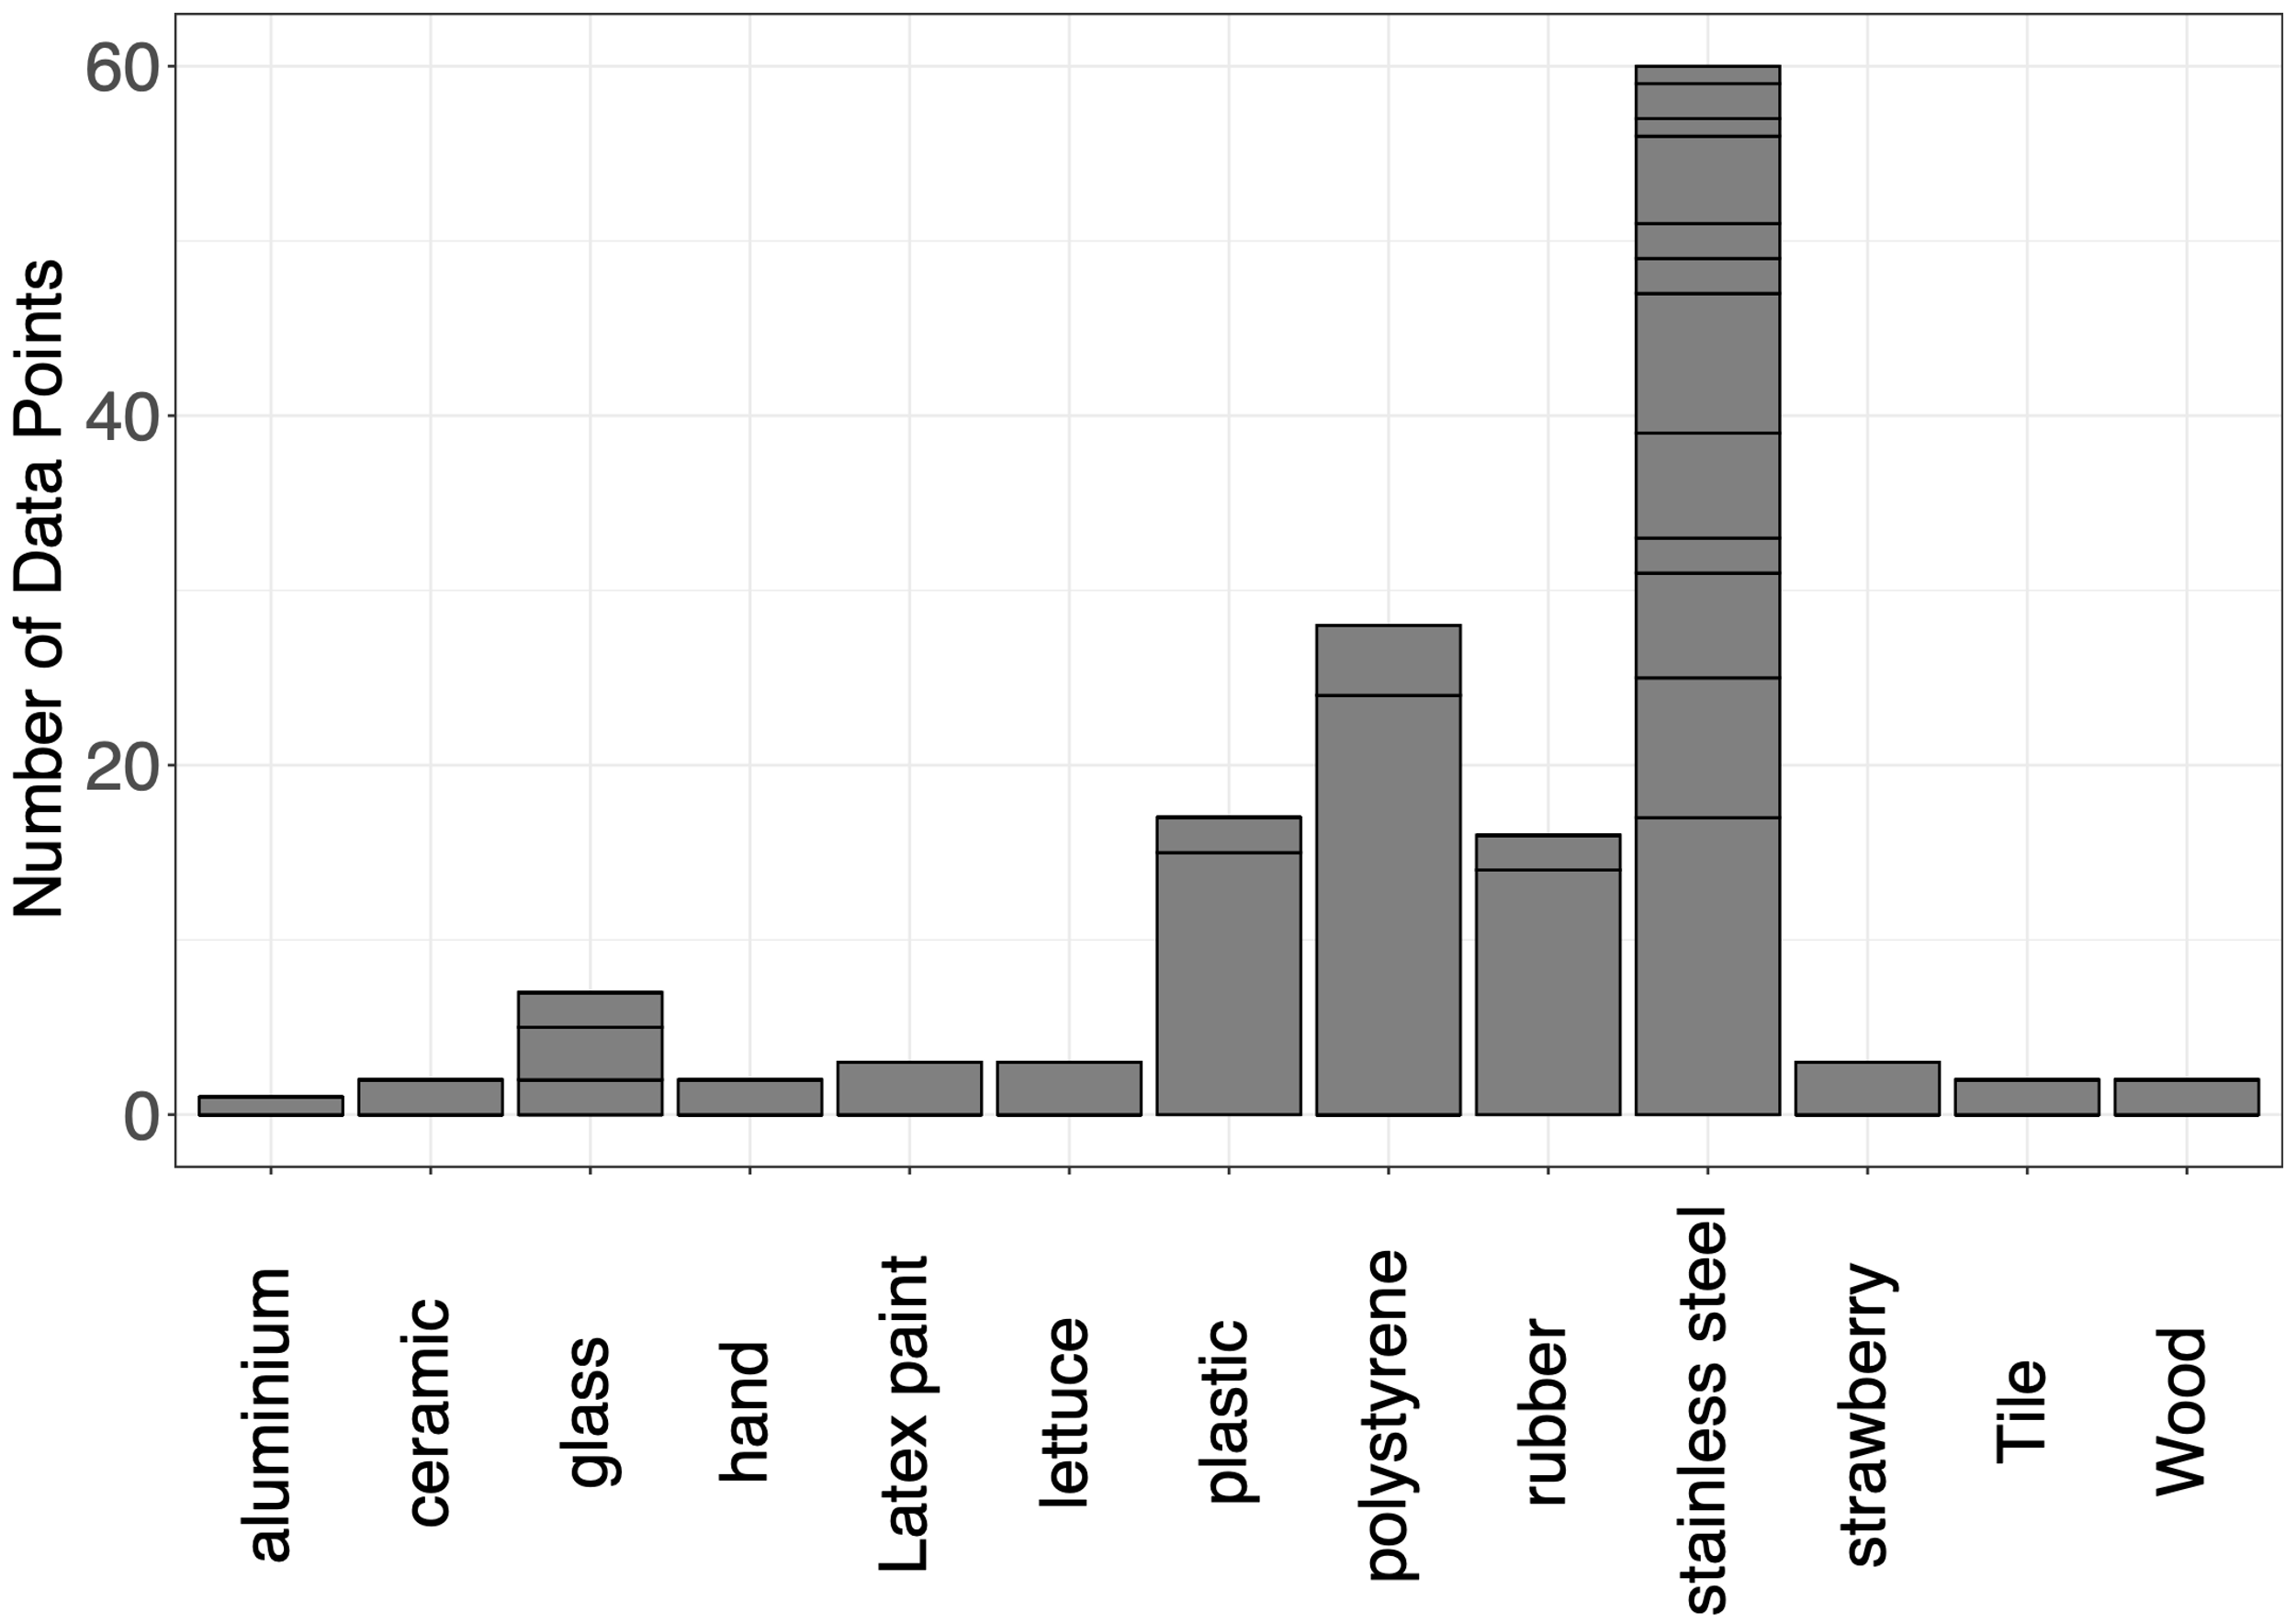 Number of Data Points
60
40
20
0
aluminium
ceramic
glass
hand
Latex paint
lettuce
plastic
polystyrene
rubber
stainless steel
strawberry
Tile
Wood